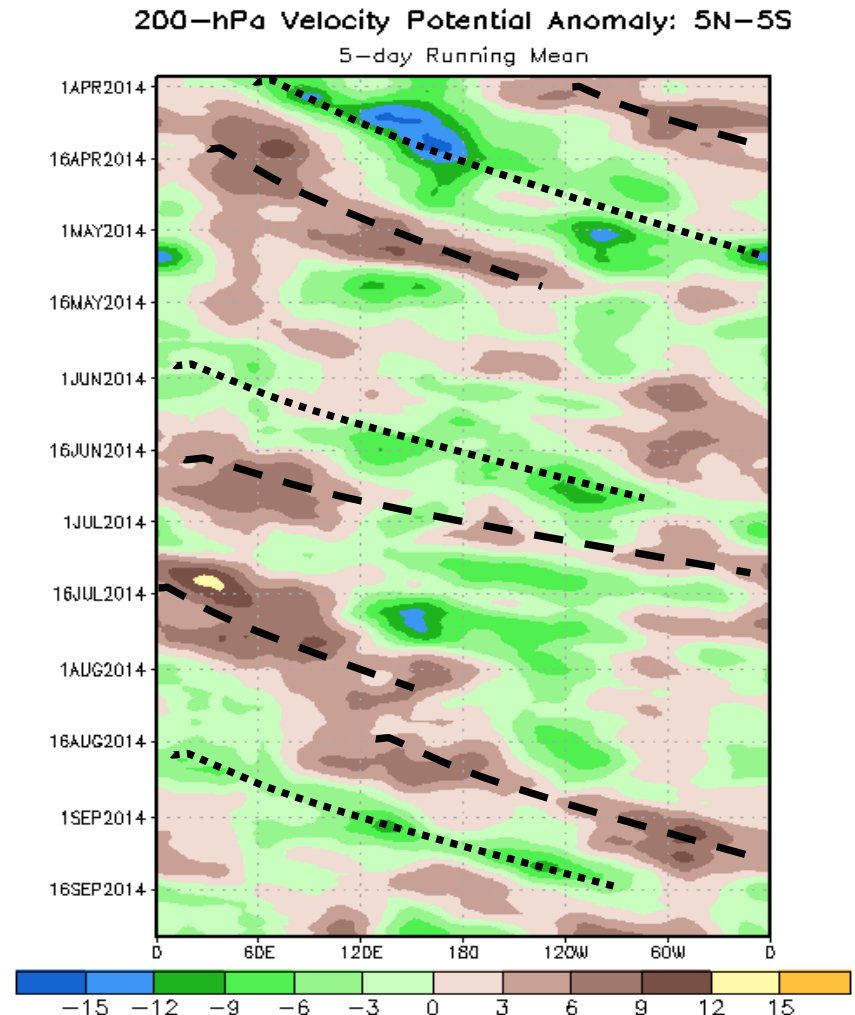 200-hPa Velocity Potential Anomaly: 5N-5S
5-day Running Mean
1APR2014
16APR2014
1MAY2014
16MAY2014
1JUN2014
16JUN2014
1JUL2014
16JUL2014
1AUG2014
16AUG2014
1SEP2014
16SEP2014
0 60E 120E 180 120W 60W 0
-15 -12 -9 -6 -3 0 3 6 9 12 15